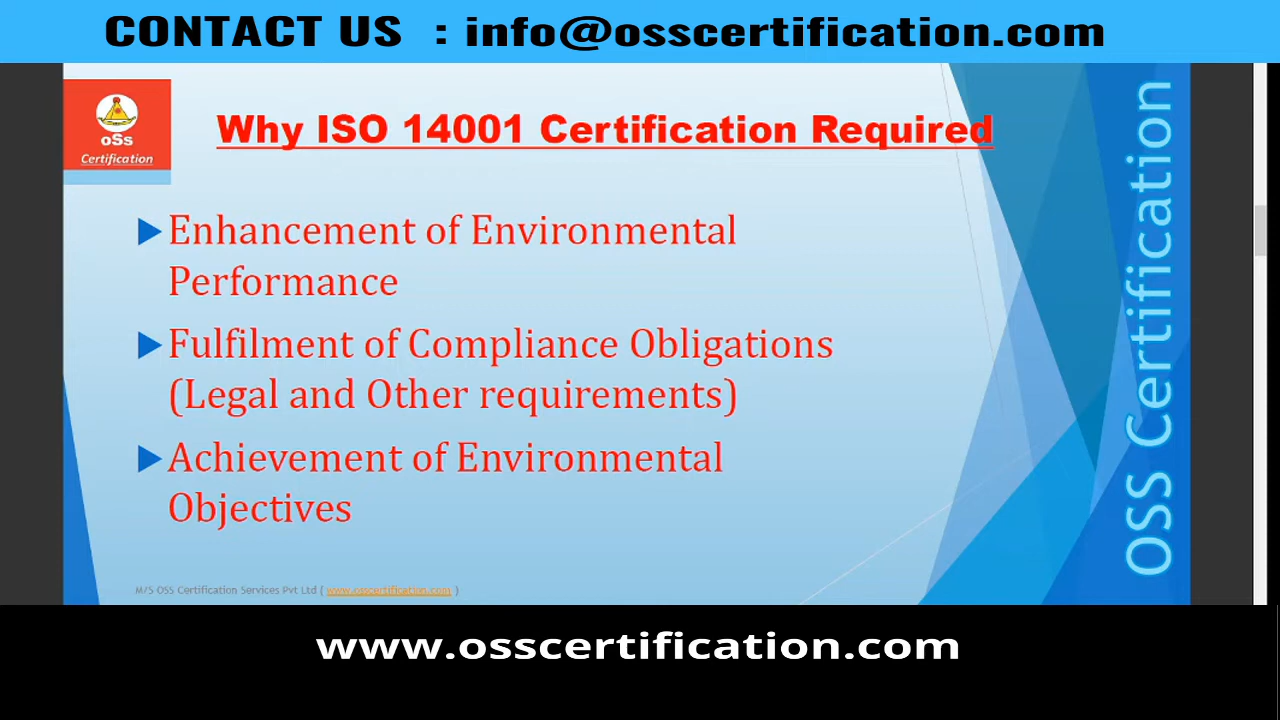 CONTACT US : info@osscertification.com
oSs
Certification
Why ISO 14001 Certification Required
Enhancement of Environmental
Performance
Fulfilment of Compliance Obligations
(Legal and Other requirements)
Achievement of Environmental
Objectives
OSS Certification
M/S OSS Certification Services Pvt Ltd ( www.osscertification.com )
www.osscertification.com